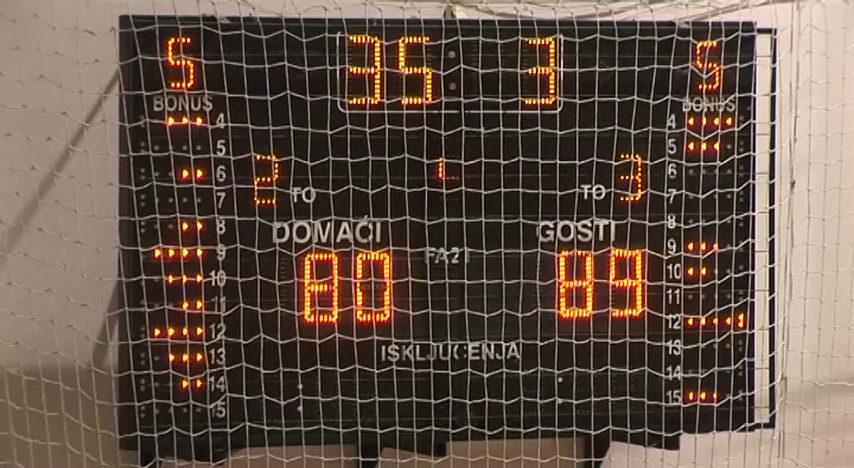 5 35 3 5
BONUS BONUS
4 4
5 5
6 6
2 TO TO 3
7 7
8 8
DOMAĆI GOSTI
9 9
80 FAZI 89
10 10
11 11
12 12
ISKLJUČENJA
13 13
14 14
15 15